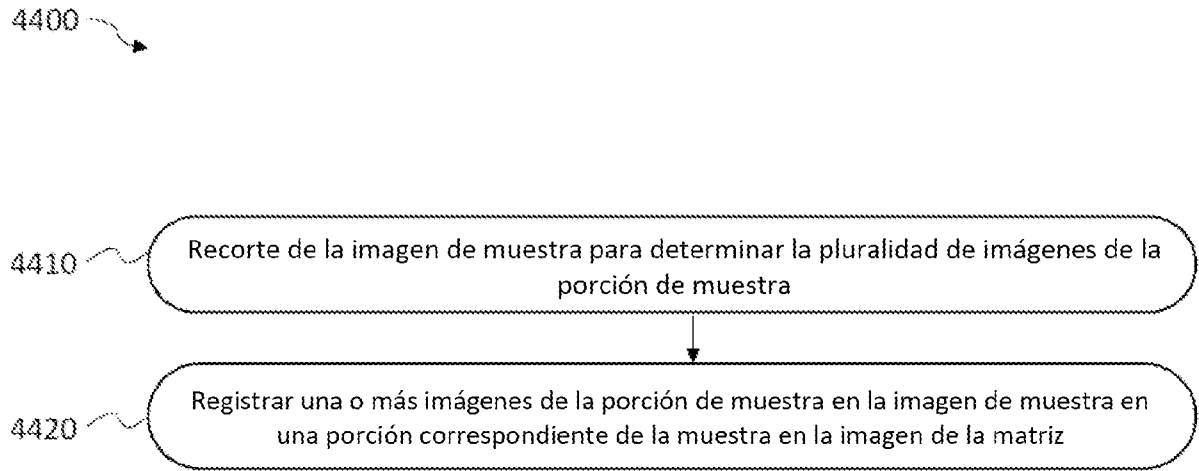 4400
4410
Recorte de la imagen de muestra para determinar la pluralidad de imágenes de la
porción de muestra
4420
Registrar una o más imágenes de la porción de muestra en la imagen de muestra en
una porción correspondiente de la muestra en la imagen de la matriz